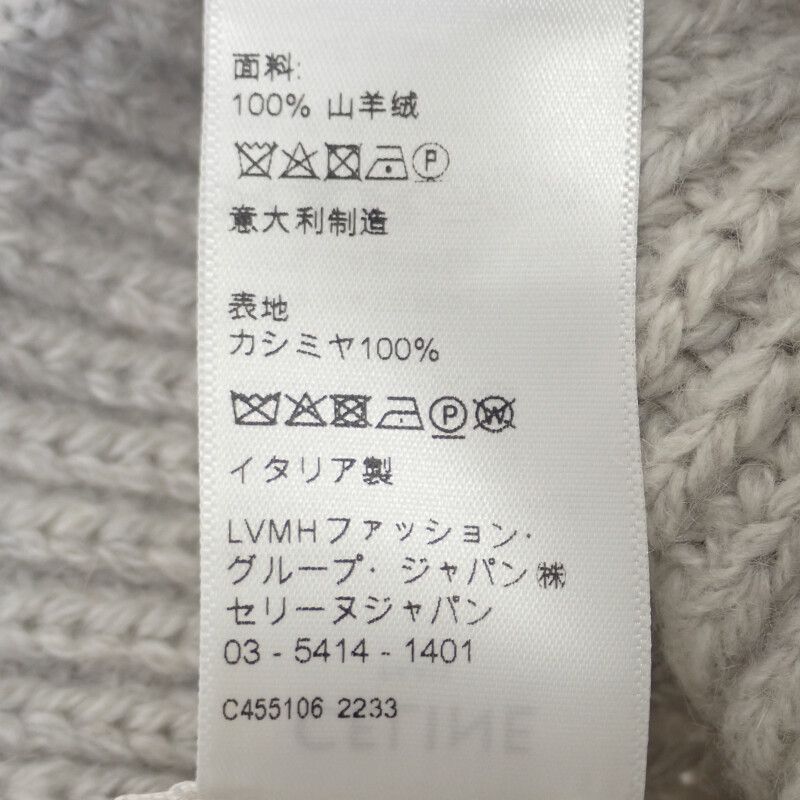 面料:
100% 山羊绒
P
意大利制造
表地
カシミヤ100%
P W
イタリア製
LVMHファッション·
グループ· ジャパン㈱
セリーヌジャパン
03 - 5414 - 1401
C455106 2233
CELINE